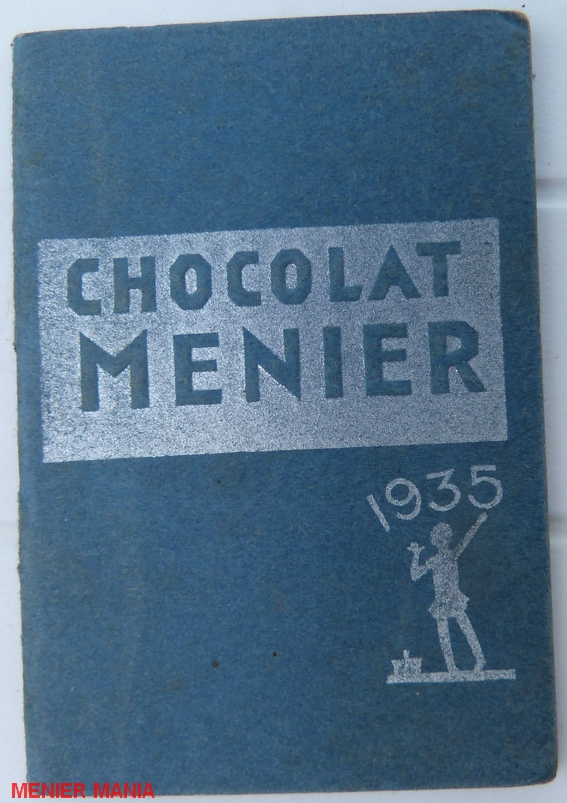 CHOCOLAT
MENIER
1935
MENIER MANIA